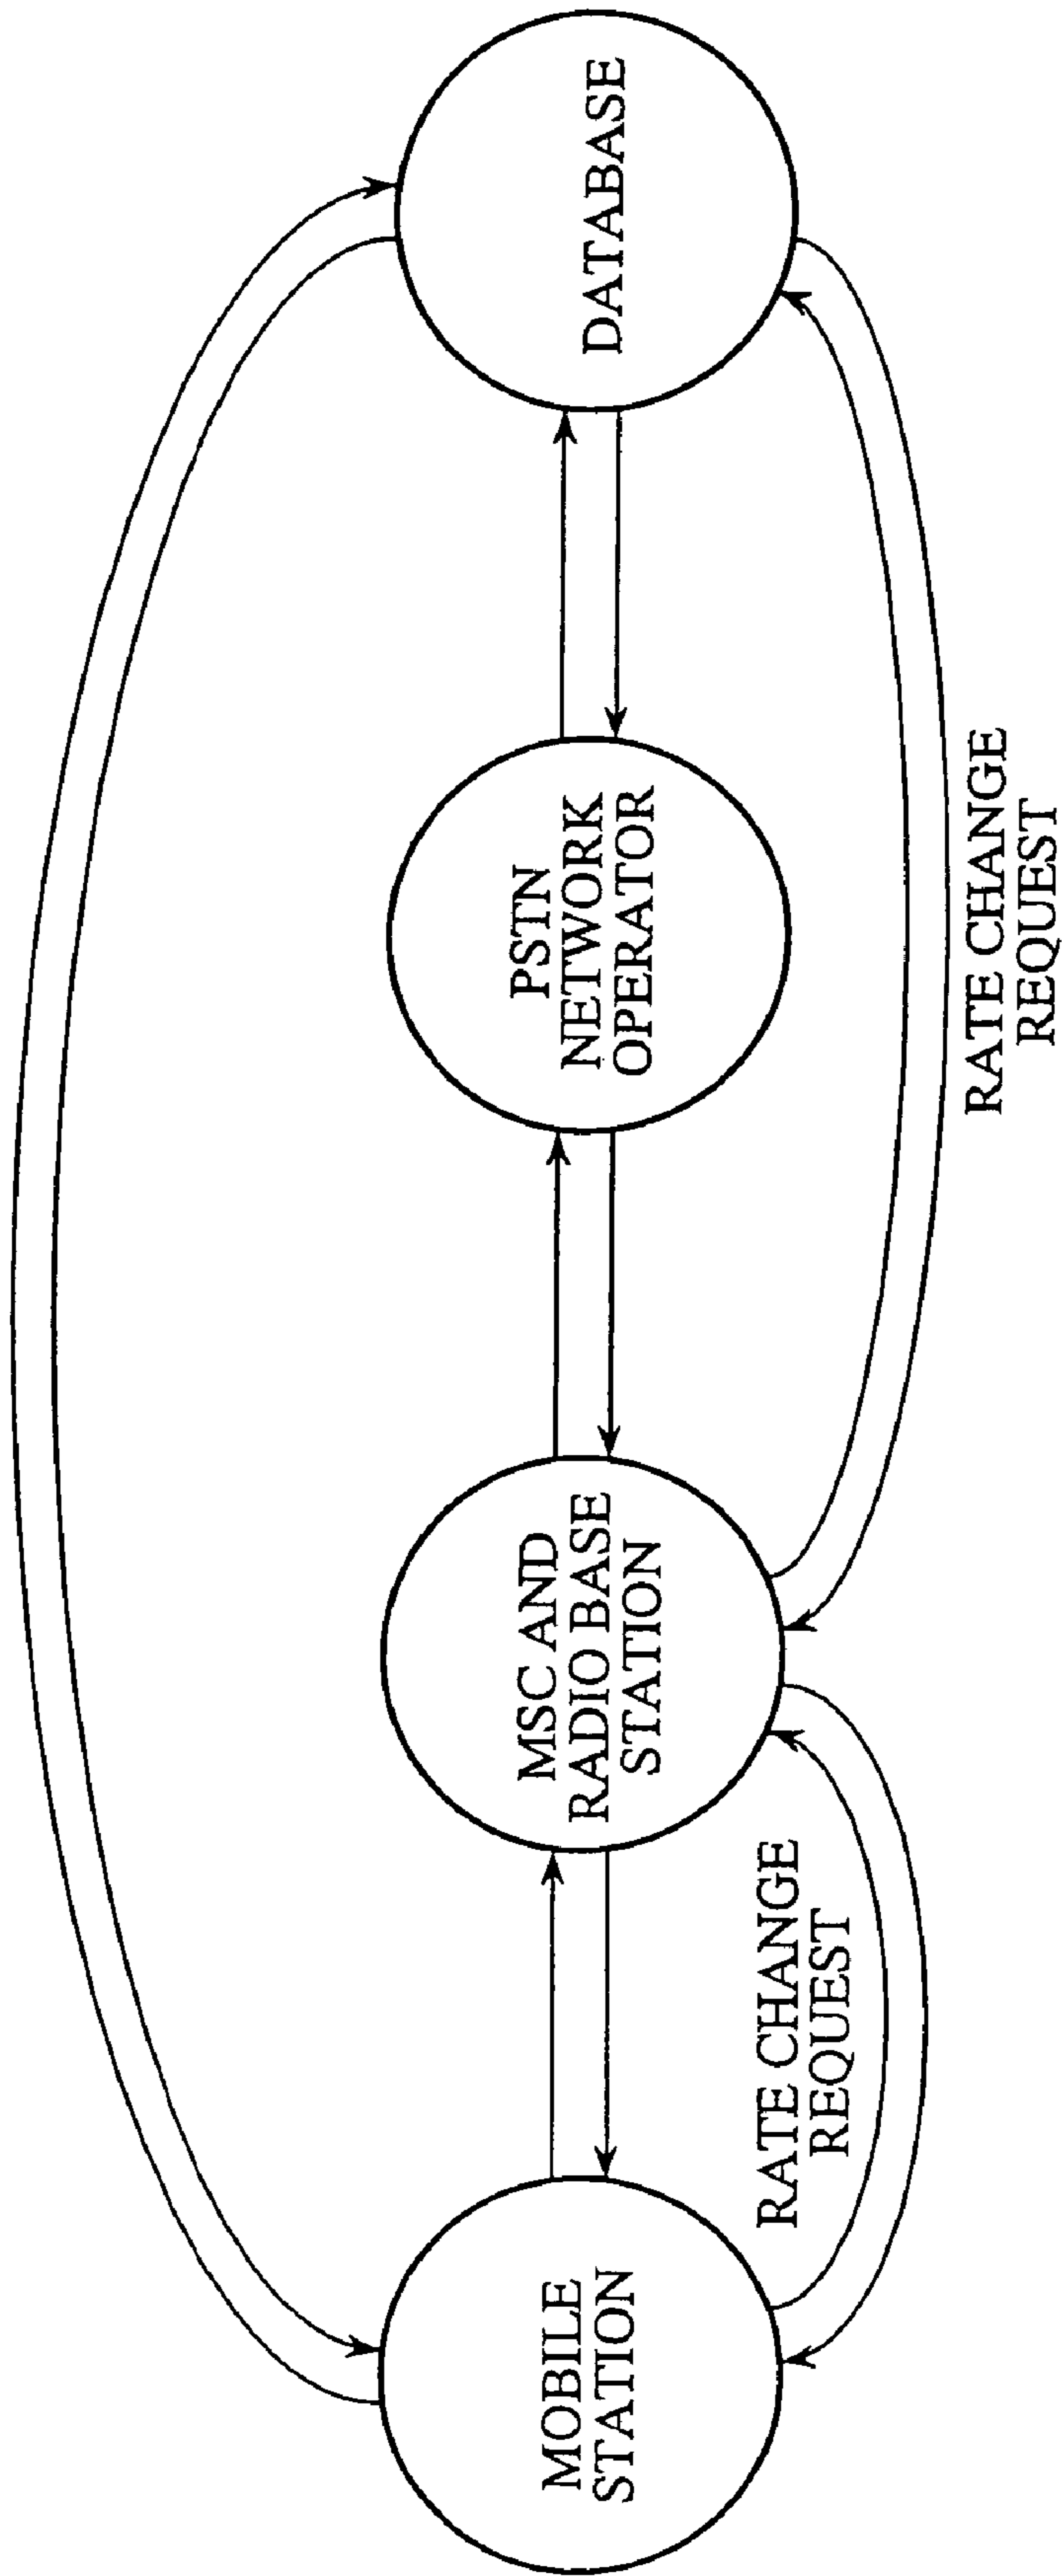 MOBILE
STATION
MSC AND
RADIO BASE
STATION
PSTN
NETWORK
OPERATOR
DATABASE
RATE CHANGE
REQUEST
RATE CHANGE
REQUEST